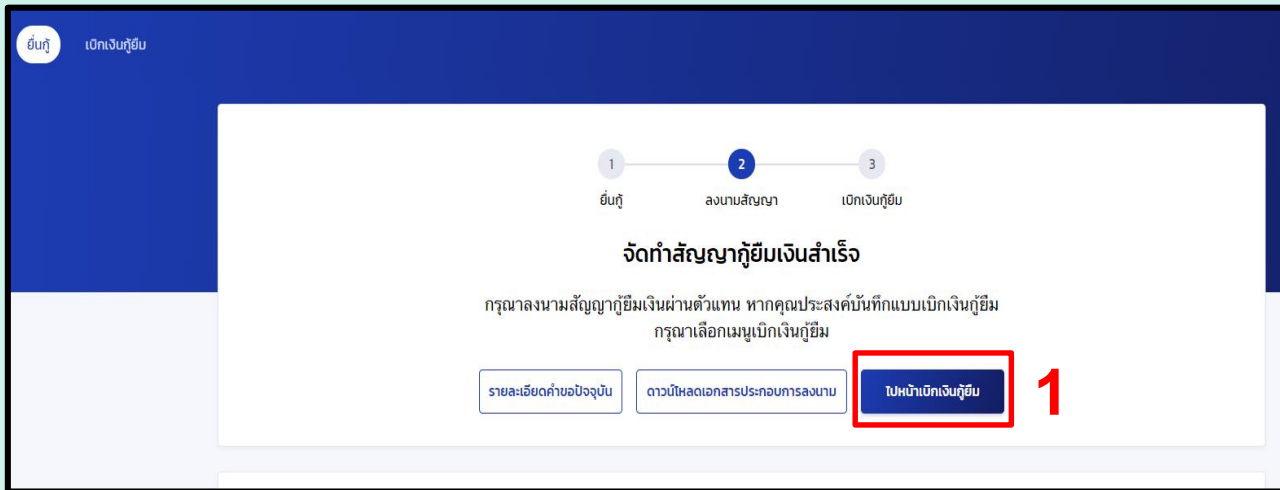 ยื่นกู้ เบิกเงินกู้ยืม
1 2 3
ยื่นกู้ ลงนามสัญญา เบิกเงินกู้ยืม
จัดทำสัญญากู้ยืมเงินสำเร็จ
กรุณาลงนามสัญญากู้ยืมเงินผ่านตัวแทน หากคุณประสงค์บันทึกแบบเบิกเงินกู้ยืม
กรุณาเลือกเมนูเบิกเงินกู้ยืม
รายละเอียดคำขอปัจจุบัน ดาวน์โหลดเอกสารประกอบการลงนาม ไปหน้าเบิกเงินกู้ยืม 1